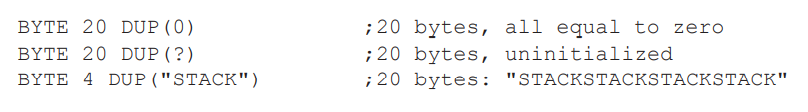 BYTE 20 DUP(0) ;20 bytes, all equal to zero
BYTE 20 DUP(?) ;20 bytes, uninitialized
BYTE 4 DUP("STACK") ;20 bytes: "STACKSTACKSTACKSTACK"